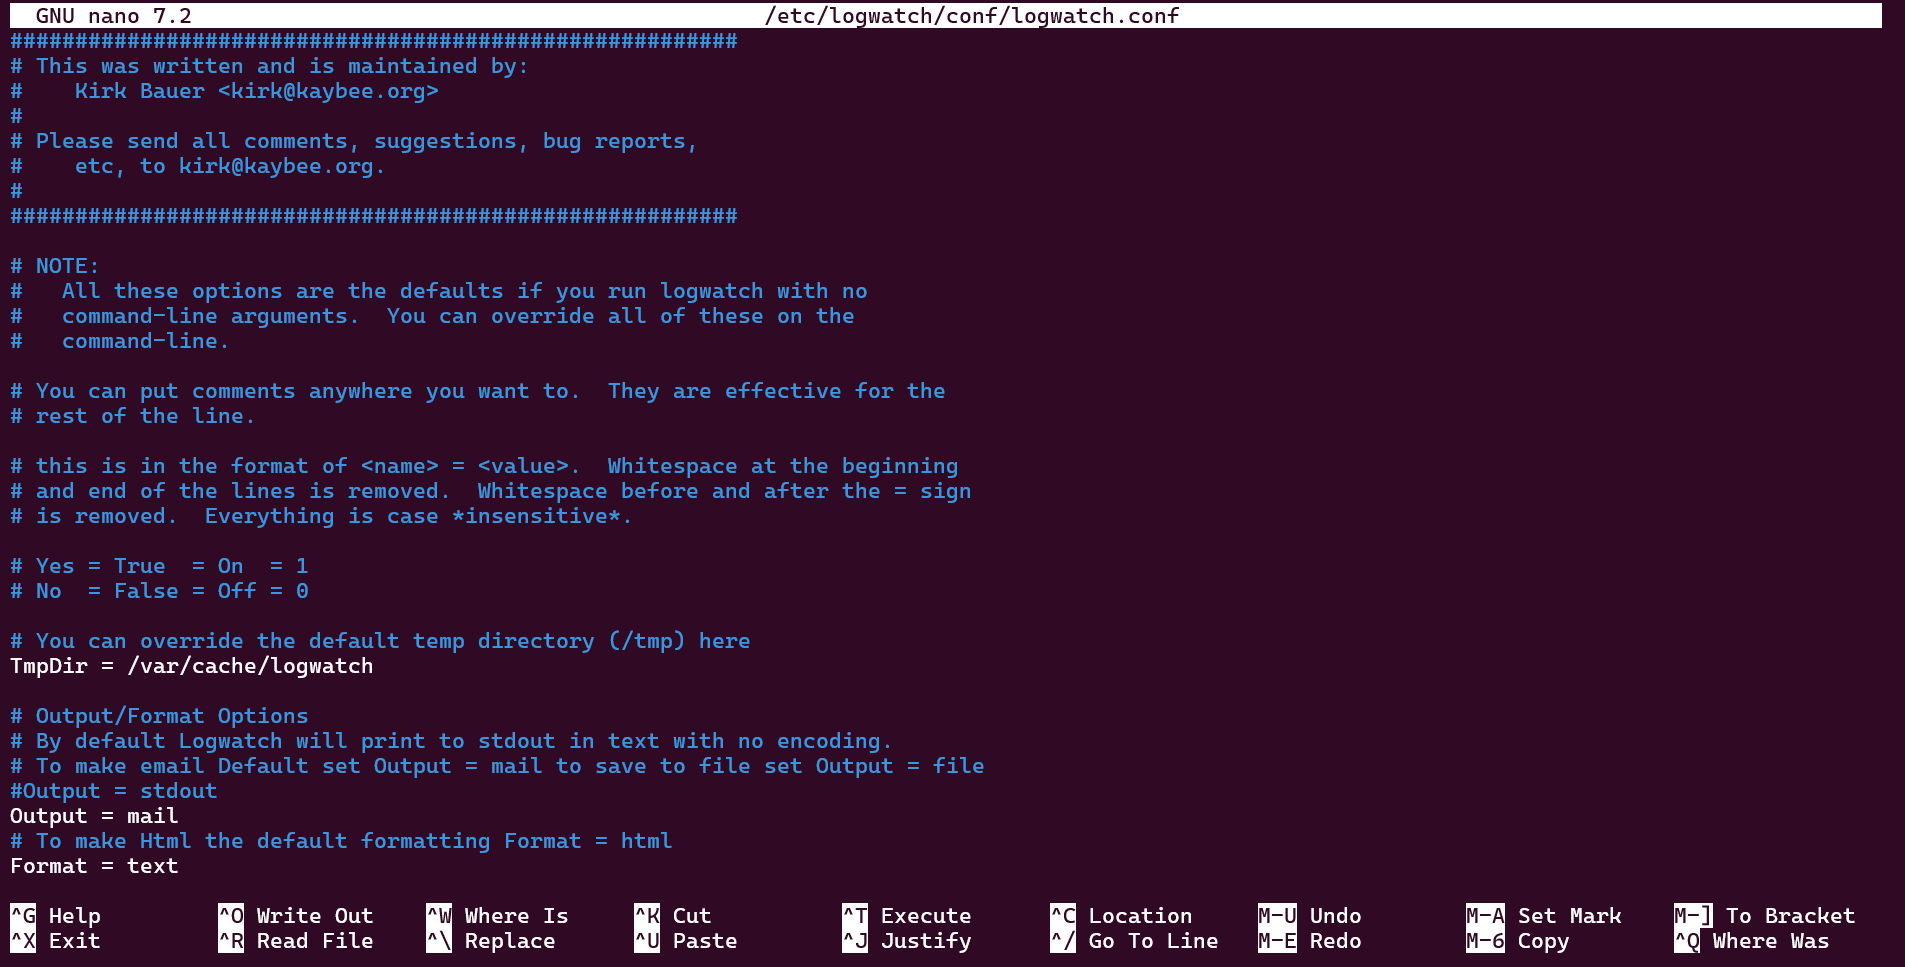 GNU nano 7.2 /etc/logwatch/conf/logwatch.conf
########################################################
# This was written and is maintained by:
#    Kirk Bauer <kirk@kaybee.org>
#
# Please send all comments, suggestions, bug reports,
#    etc, to kirk@kaybee.org.
#
########################################################

# NOTE:
#   All these options are the defaults if you run logwatch with no
#   command-line arguments.  You can override all of these on the
#   command-line.

# You can put comments anywhere you want to.  They are effective for the
# rest of the line.

# this is in the format of <name> = <value>.  Whitespace at the beginning
# and end of the lines is removed.  Whitespace before and after the = sign
# is removed.  Everything is case *insensitive*.

# Yes = True  = On  = 1
# No  = False = Off = 0

# You can override the default temp directory (/tmp) here
TmpDir = /var/cache/logwatch

# Output/Format Options
# By default Logwatch will print to stdout in text with no encoding.
# To make email Default set Output = mail to save to file set Output = file
#Output = stdout
Output = mail
# To make Html the default formatting Format = html
Format = text

^G Help ^O Write Out ^W Where Is ^K Cut ^T Execute ^C Location M-U Undo M-A Set Mark M-] To Bracket
^X Exit ^R Read File ^\ Replace ^U Paste ^J Justify ^/ Go To Line M-E Redo M-6 Copy ^Q Where Was